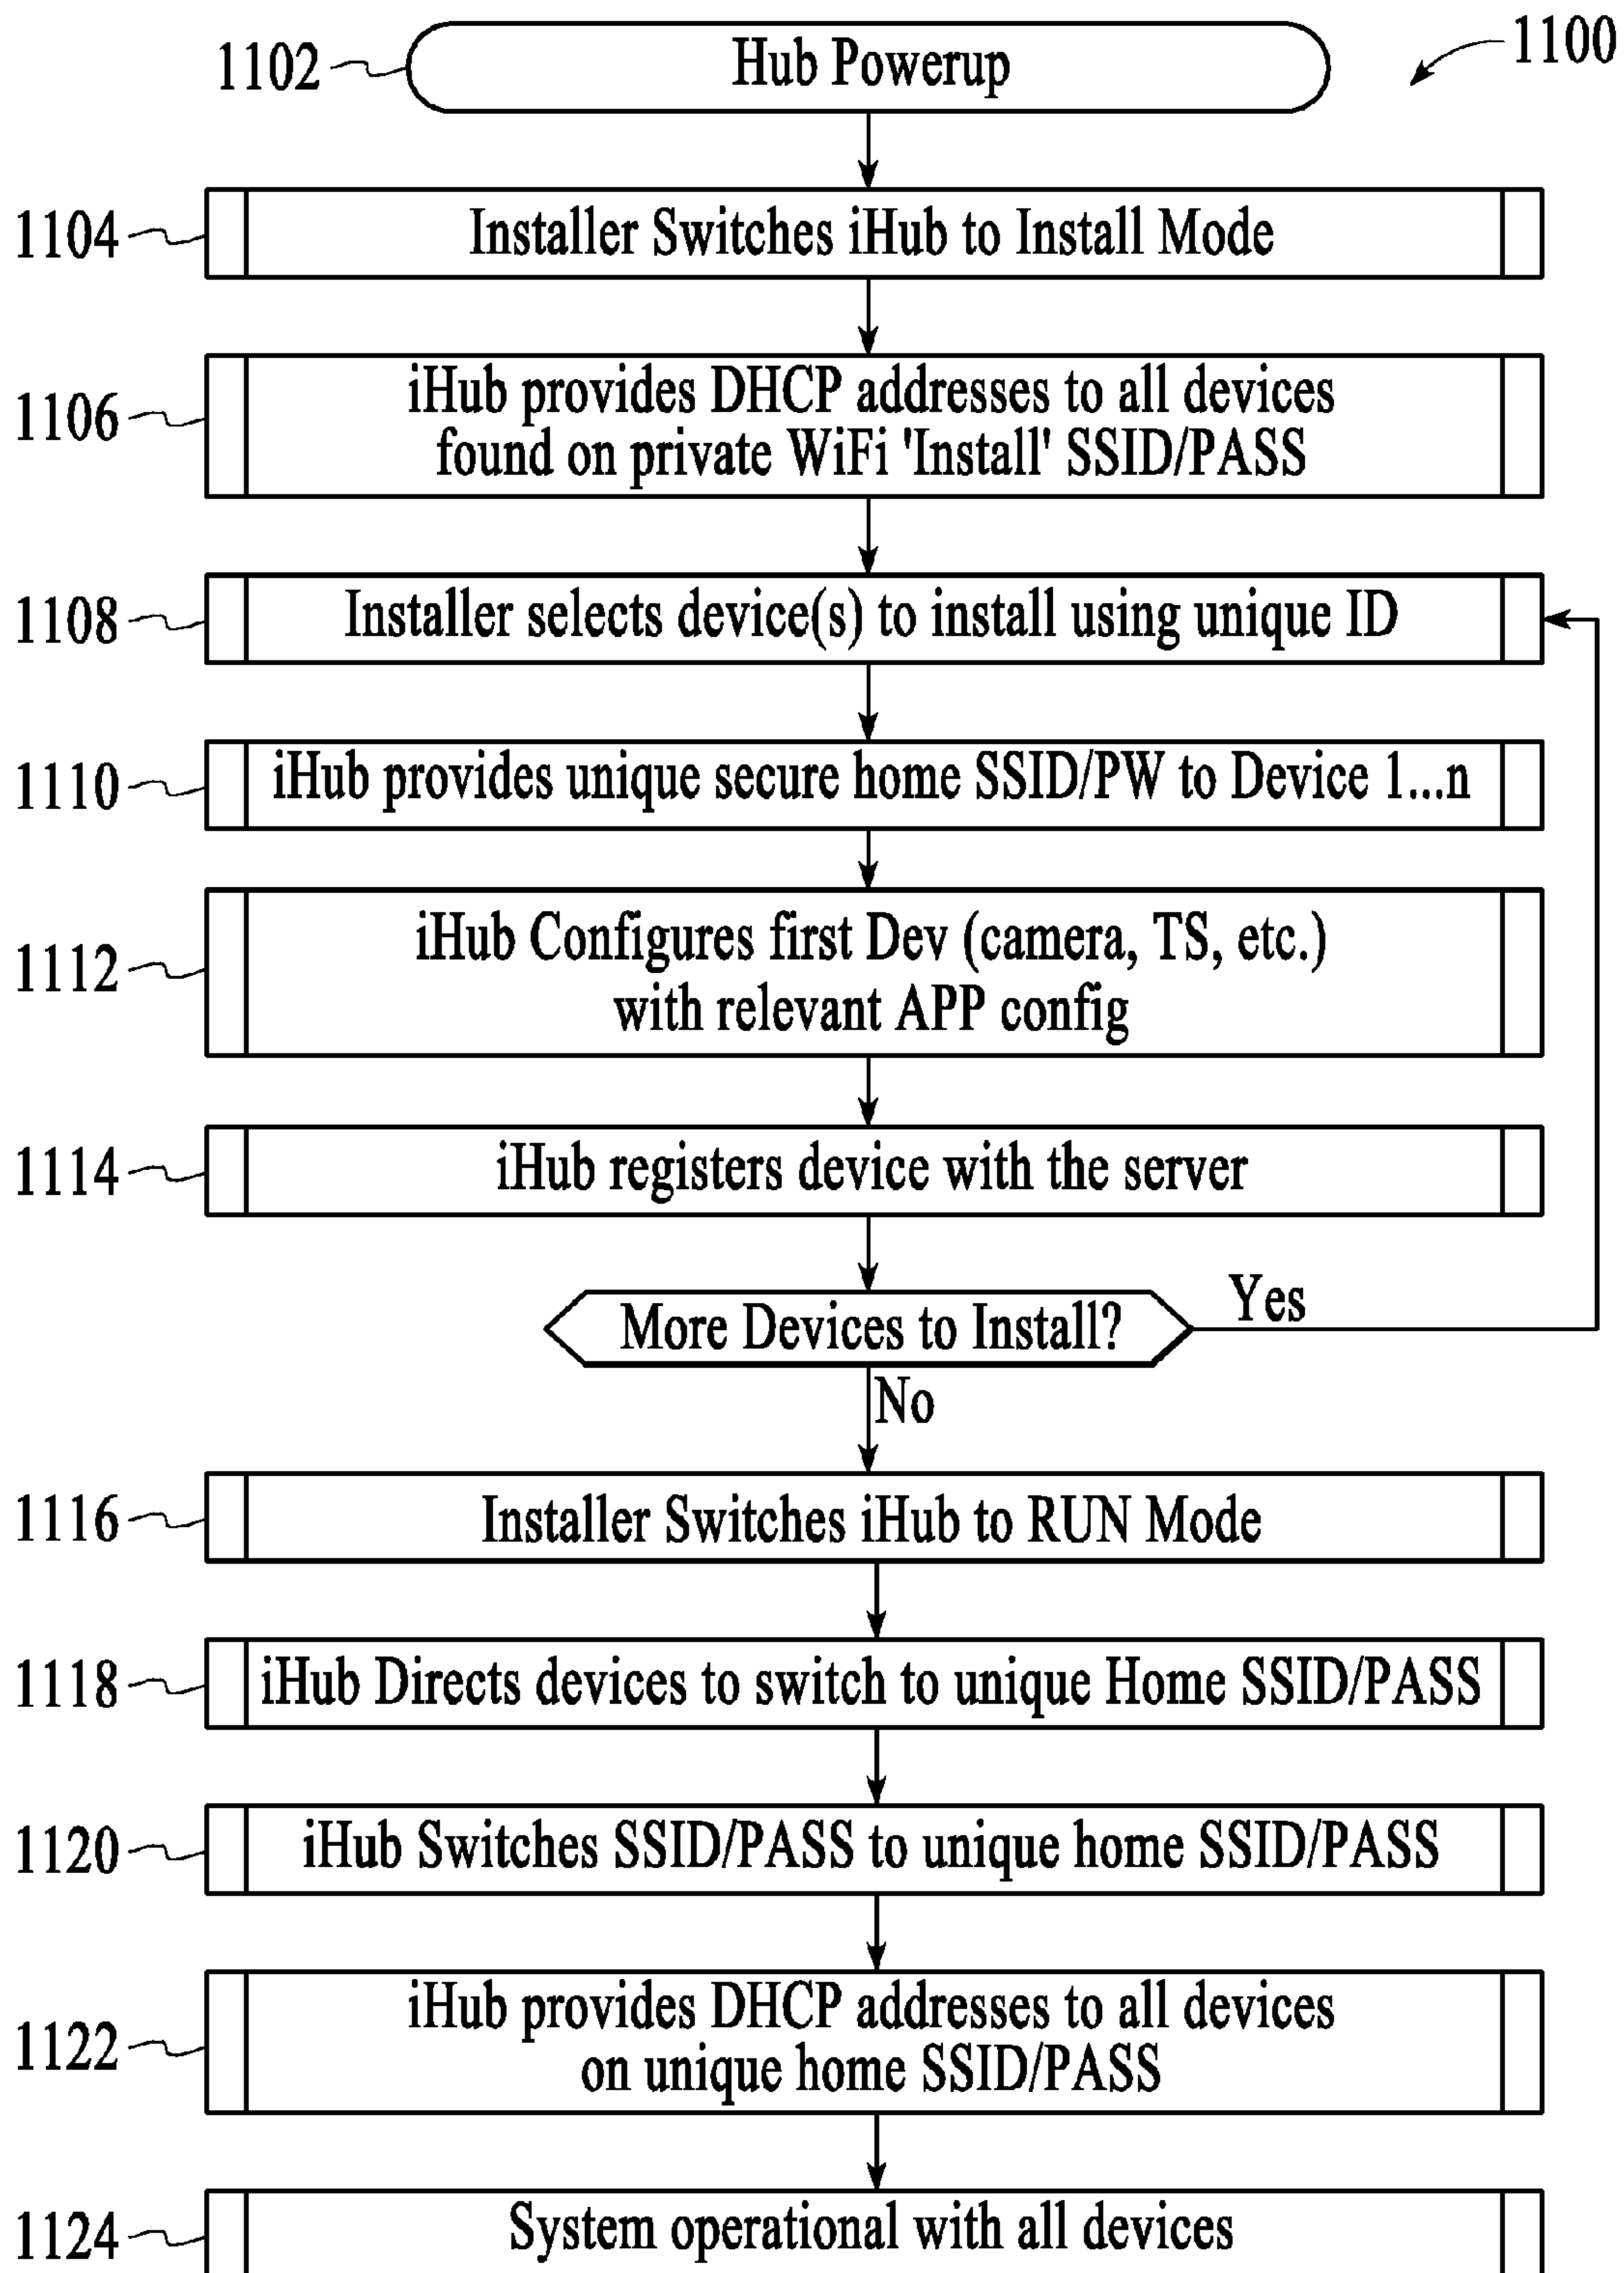 1102
Hub Powerup
1100
1104
Installer Switches iHub to Install Mode
1106
iHub provides DHCP addresses to all devices
found on private WiFi 'Install' SSID/PASS
1108
Installer selects device(s) to install using unique ID
1110
iHub provides unique secure home SSID/PW to Device 1...n
1112
iHub Configures first Dev (camera, TS, etc.)
with relevant APP config
1114
iHub registers device with the server
More Devices to Install?
Yes
No
1116
Installer Switches iHub to RUN Mode
1118
iHub Directs devices to switch to unique Home SSID/PASS
1120
iHub Switches SSID/PASS to unique home SSID/PASS
1122
iHub provides DHCP addresses to all devices
on unique home SSID/PASS
1124
System operational with all devices